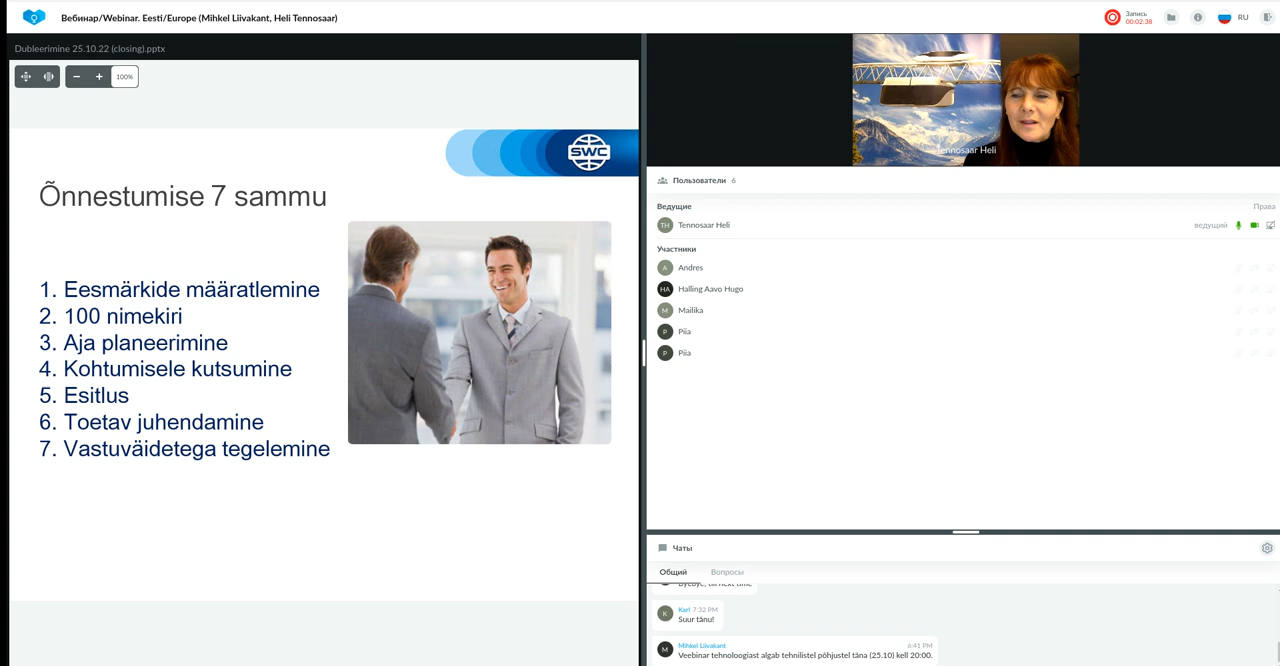 Вебинар/Webinar. Eesti/Europe (Mihkel Liivakant, Heli Tennosaar)
Запись
00:02:38
RU
Dubleerimine 25.10.22 (closing).pptx
100%
SWC
Õnnestumise 7 sammu
1. Eesmärkide määratlemine
2. 100 nimekiri
3. Aja planeerimine
4. Kohtumisele kutsumine
5. Esitlus
6. Toetav juhendamine
7. Vastuväidetega tegelemine
Tennosaar Heli
Пользователи 6
Ведущие Права
TH Tennosaar Heli ведущий
Участники
A Andres
HA Halling Aavo Hugo
M Mailika
P Piia
P Piia
Чаты
Общий Вопросы
K Karl 7:32 PM
Suur tänu!
M Mihkel Liivakant 6:41 PM
Veebinar tehnoloogiast algab tehnilistel põhjustel täna (25.10) kell 20:00.